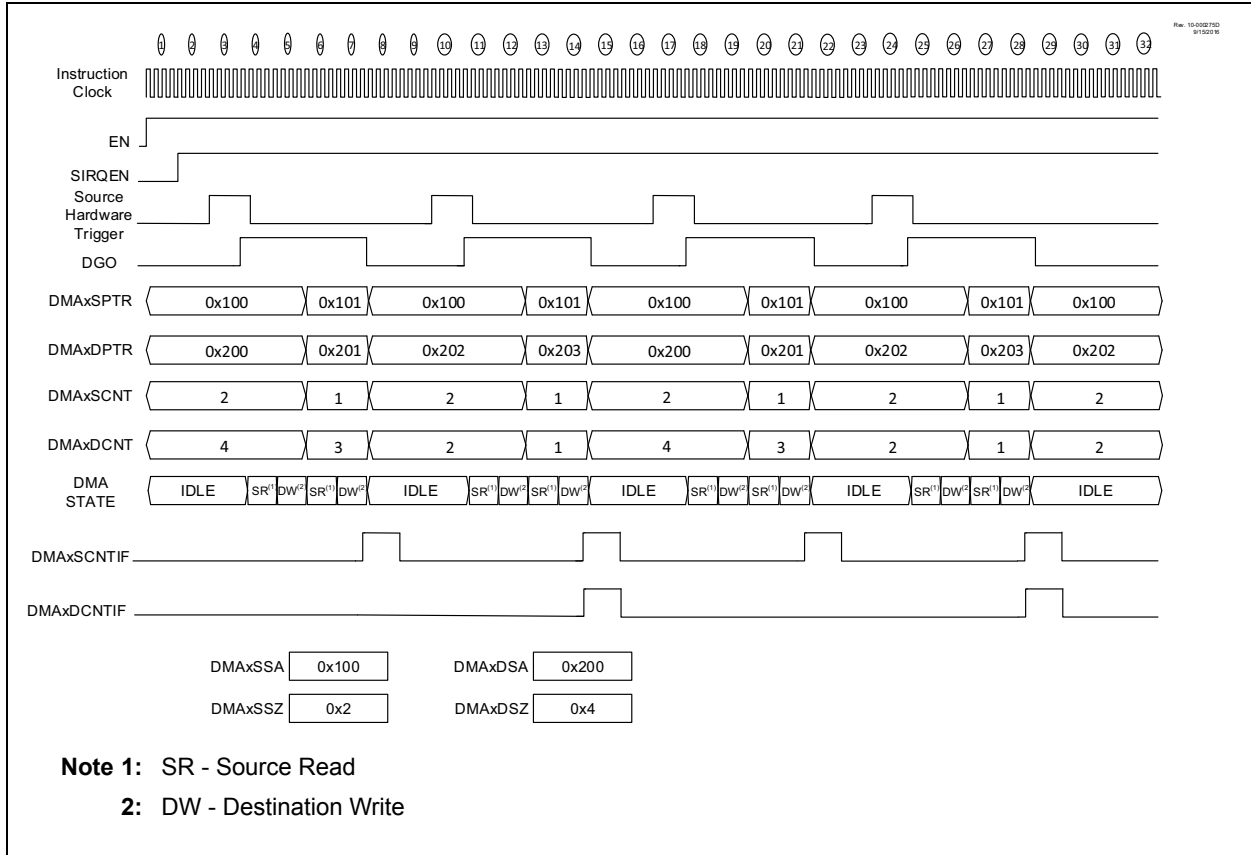 Rev. 10-000275D
9/15/2016
1 2 3 4 5 6 7 8 9 10 11 12 13 14 15 16 17 18 19 20 21 22 23 24 25 26 27 28 29 30 31 32
Instruction
Clock
EN
SIRQEN
Source
Hardware
Trigger
DGO
DMAxSPTR 0x100 0x101 0x100 0x101 0x100 0x101 0x100 0x101 0x100
DMAxDPTR 0x200 0x201 0x202 0x203 0x200 0x201 0x202 0x203 0x202
DMAxSCNT 2 1 2 1 2 1 2 1 2
DMAxDCNT 4 3 2 1 4 3 2 1 2
DMA
STATE
IDLE SR(1) DW(2) SR(1) DW(2) IDLE SR(1) DW(2) SR(1) DW(2) IDLE SR(1) DW(2) SR(1) DW(2) IDLE SR(1) DW(2) SR(1) DW(2) IDLE
DMAxSCNTIF
DMAxDCNTIF
DMAxSSA 0x100 DMAxDSA 0x200
DMAxSSZ 0x2 DMAxDSZ 0x4
Note 1: SR - Source Read
2: DW - Destination Write